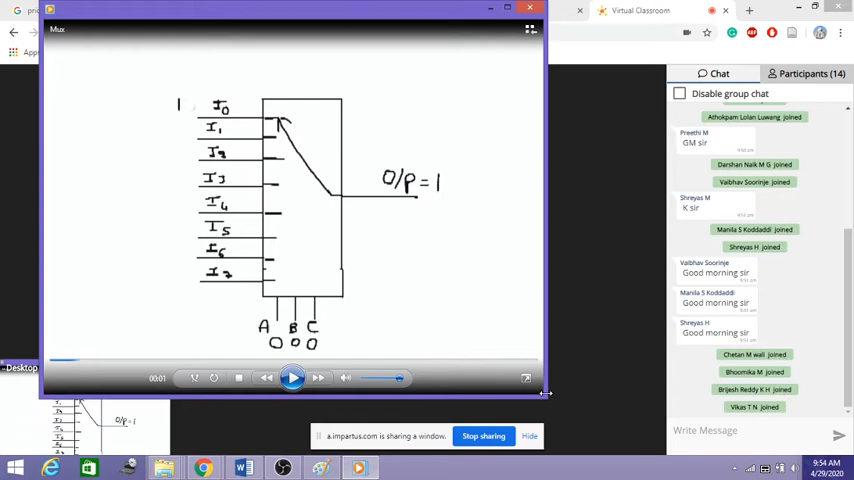 Virtual Classroom
Mux
Chat
Participants (14)
Disable group chat
Athokpam Lolan Luwang joined
Preethi M
GM sir
Darshan Naik M G joined
Vaibhav Soorinje joined
Shreyas M
K sir
Manila S Koddaddi joined
Shreyas H joined
Vaibhav Soorinje
Good morning sir
Manila S Koddaddi
Good morning sir
Shreyas H
Good morning sir
Chetan M wali joined
Bhoomika M joined
Brijesh Reddy K H joined
Vikas T N joined
Write Message
1 I0
I1
I2
I3
I4
I5
I6
I7
O/P = 1
A B C
0 0 0
00:01
Desktop
O/P = 1
a.impartus.com is sharing a window.
Stop sharing
Hide
9:54 AM
4/29/2020